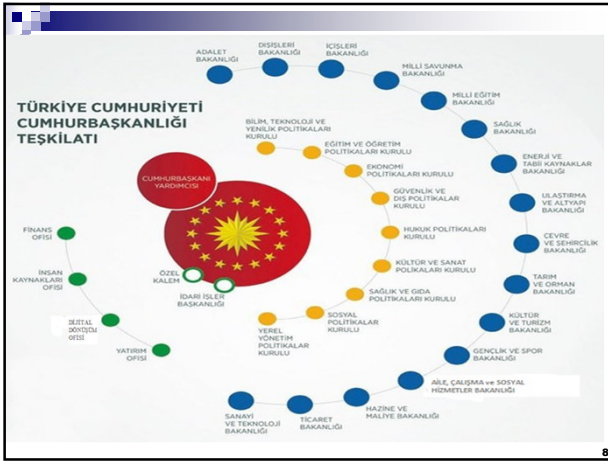 TÜRKİYE CUMHURİYETİ
CUMHURBAŞKANLIĞI
TEŞKİLATI
ADALET
BAKANLIĞI
DIŞİŞLERİ
BAKANLIĞI
İÇİŞLERİ
BAKANLIĞI
MİLLİ SAVUNMA
BAKANLIĞI
MİLLİ EĞİTİM
BAKANLIĞI
SAĞLIK
BAKANLIĞI
ENERJİ VE
TABİİ KAYNAKLAR
BAKANLIĞI
ULAŞTIRMA
VE ALTYAPI
BAKANLIĞI
ÇEVRE
VE ŞEHİRCİLİK
BAKANLIĞI
TARIM
VE ORMAN
BAKANLIĞI
KÜLTÜR
VE TURİZM
BAKANLIĞI
GENÇLİK VE SPOR
BAKANLIĞI
AİLE, ÇALIŞMA ve SOSYAL
HİZMETLER BAKANLIĞI
HAZİNE VE
MALİYE BAKANLIĞI
TİCARET
BAKANLIĞI
SANAYİ
VE TEKNOLOJİ
BAKANLIĞI
BİLİM, TEKNOLOJİ VE
YENİLİK POLİTİKALARI
KURULU
EĞİTİM VE ÖĞRETİM
POLİTİKALARI KURULU
EKONOMİ
POLİTİKALARI KURULU
GÜVENLİK VE
DIŞ POLİTİKALAR
KURULU
HUKUK POLİTİKALARI
KURULU
KÜLTÜR VE SANAT
POLİKALARI KURULU
SAĞLIK VE GIDA
POLİTİKALARI KURULU
SOSYAL
POLİTİKALAR
KURULU
YEREL
YÖNETİM
POLİTİKALAR
KURULU
CUMHURBAŞKANI
YARDIMCISI
ÖZEL
KALEM
İDARİ İŞLER
BAŞKANLIĞI
FİNANS
OFİSİ
İNSAN
KAYNAKLARI
OFİSİ
DİJİTAL
DÖNÜŞÜM
OFİSİ
YATIRIM
OFİSİ
8